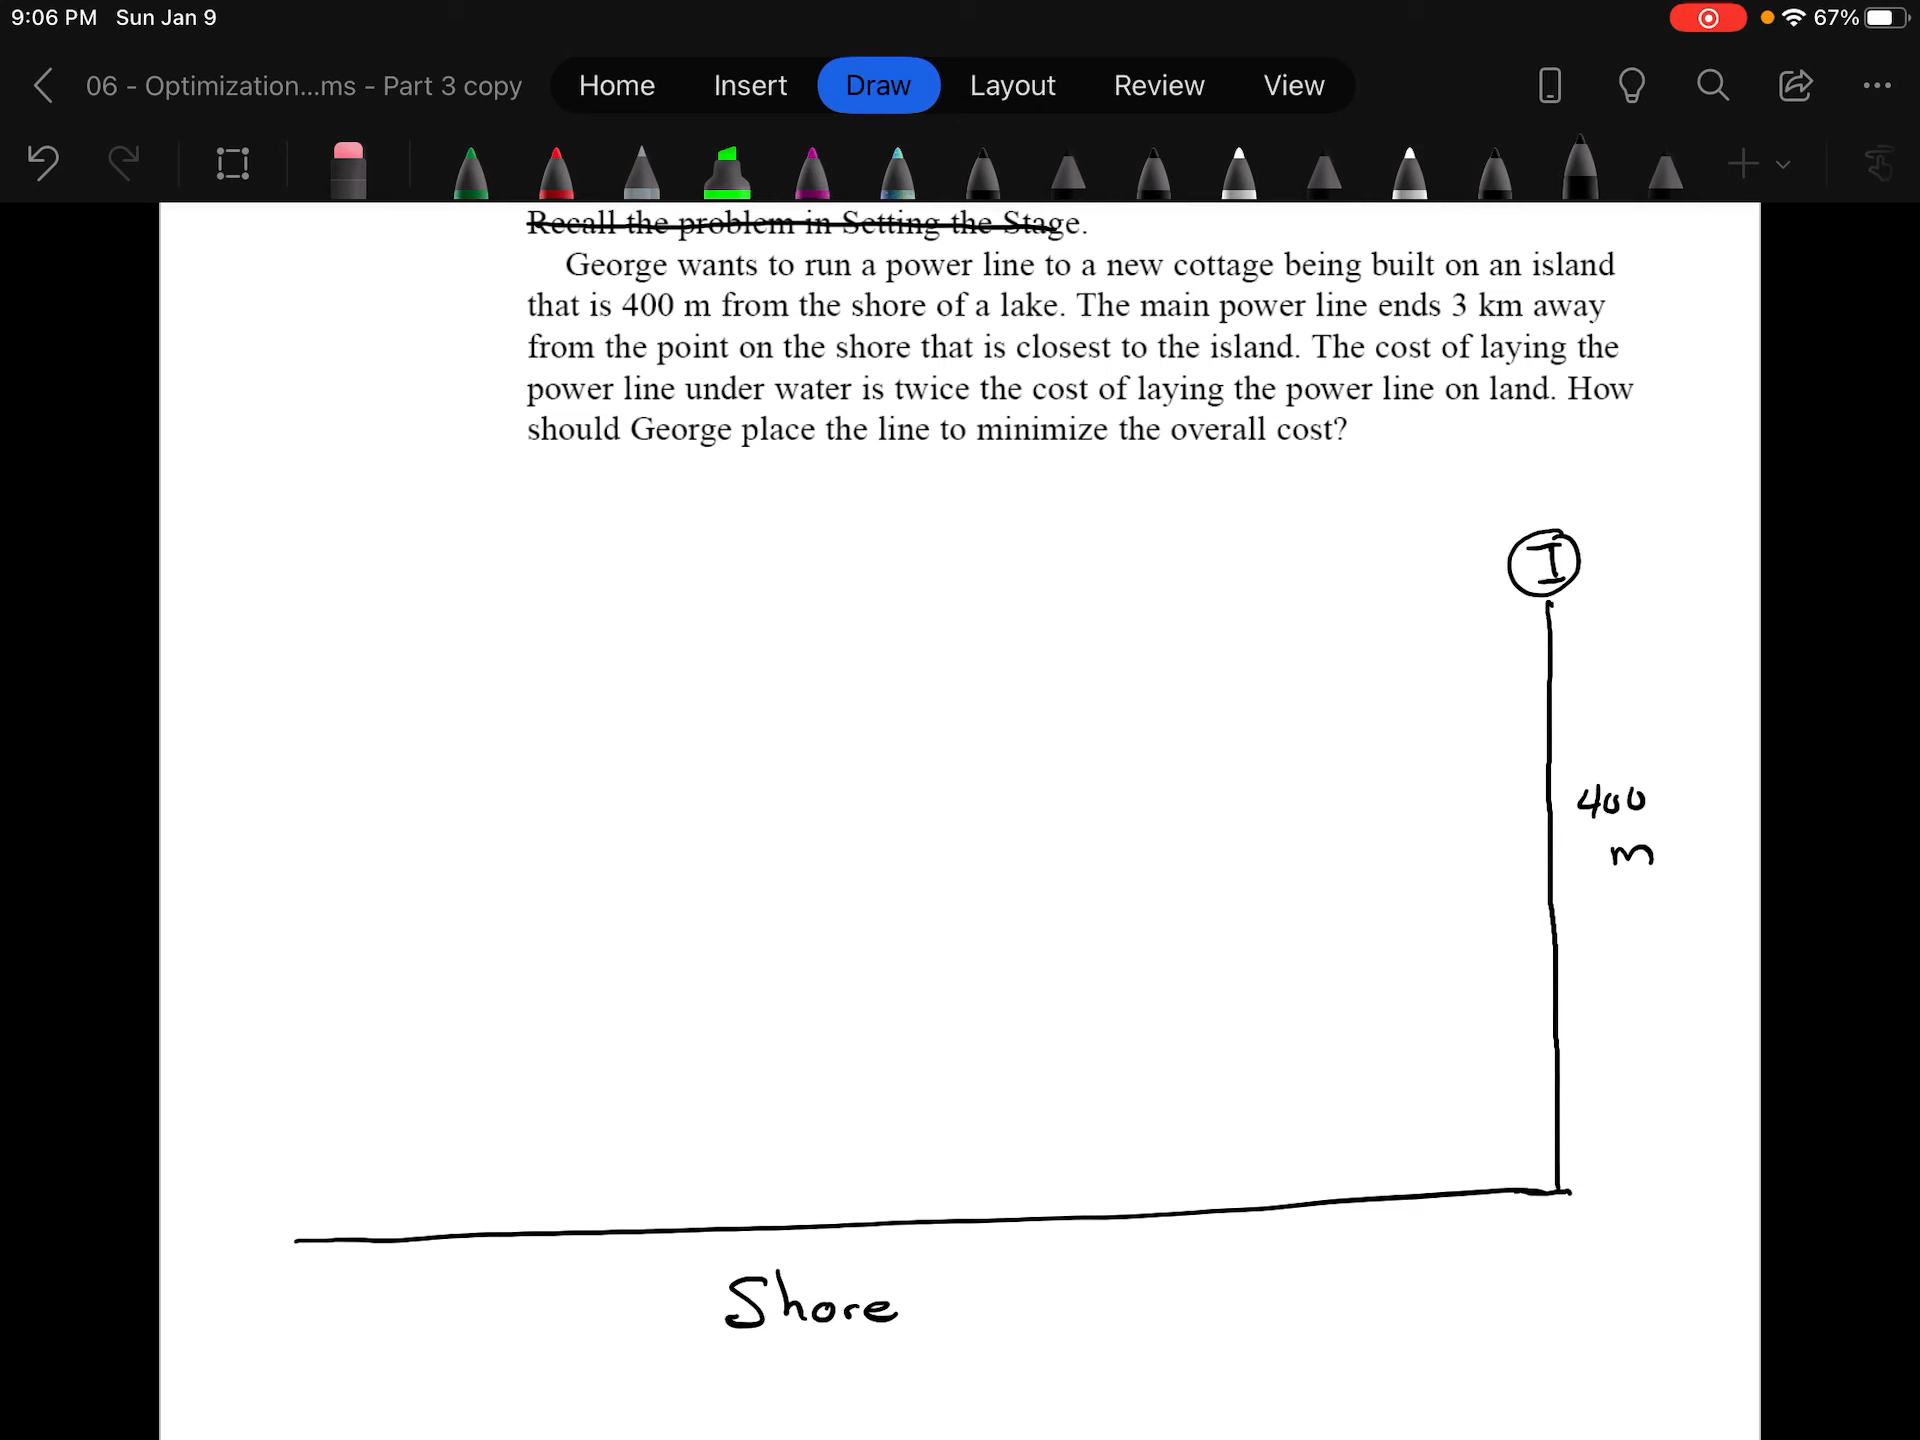 9:06 PM Sun Jan 9
67%
06 - Optimization...ms - Part 3 copy
Home Insert Draw Layout Review View
Recall the problem in Setting the Stage.
George wants to run a power line to a new cottage being built on an island
that is 400 m from the shore of a lake. The main power line ends 3 km away
from the point on the shore that is closest to the island. The cost of laying the
power line under water is twice the cost of laying the power line on land. How
should George place the line to minimize the overall cost?
I
400
m
Shore